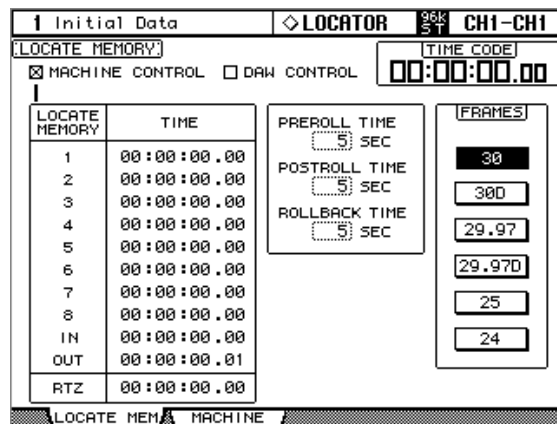 1 Initial Data ◇LOCATOR 96k ST CH1-CH1
LOCATE MEMORY
TIME CODE
☒ MACHINE CONTROL ☐ DAW CONTROL
00:00:00.00
LOCATE MEMORY TIME
1 00:00:00.00
2 00:00:00.00
3 00:00:00.00
4 00:00:00.00
5 00:00:00.00
6 00:00:00.00
7 00:00:00.00
8 00:00:00.00
IN 00:00:00.00
OUT 00:00:00.01
RTZ 00:00:00.00
PREROLL TIME
5 SEC
POSTROLL TIME
5 SEC
ROLLBACK TIME
5 SEC
FRAMES
30
30D
29.97
29.97D
25
24
LOCATE MEM MACHINE